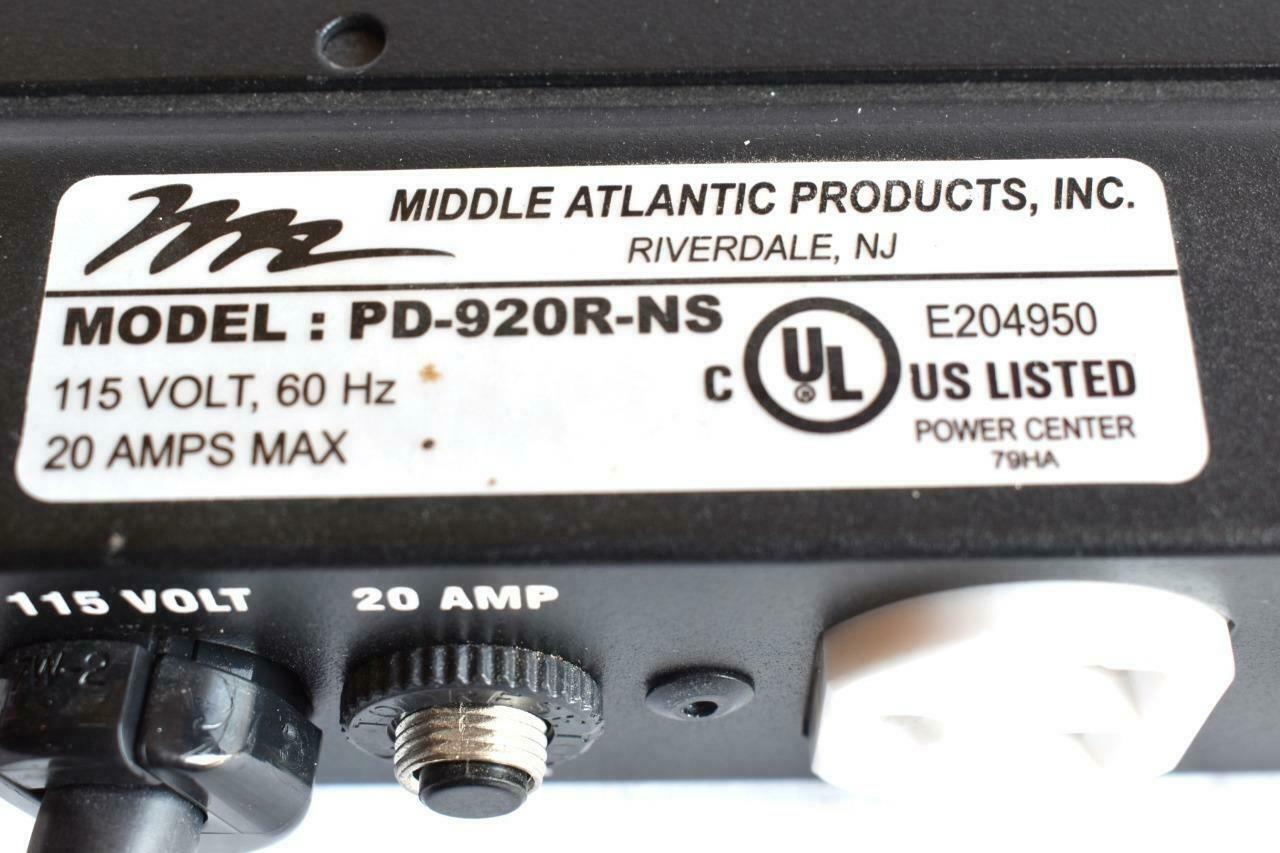 MIDDLE ATLANTIC PRODUCTS, INC.
RIVERDALE, NJ
MODEL : PD-920R-NS
115 VOLT, 60 Hz
20 AMPS MAX
C UL ® US LISTED
E204950
POWER CENTER
79HA
115 VOLT
20 AMP